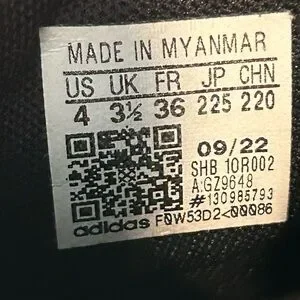 MADE IN MYANMAR
US UK FR JP CHN
4 3½ 36 225 220
09/22
SHB 10R002
A:GZ9648
#130985793
adidas F0W53D2<00086